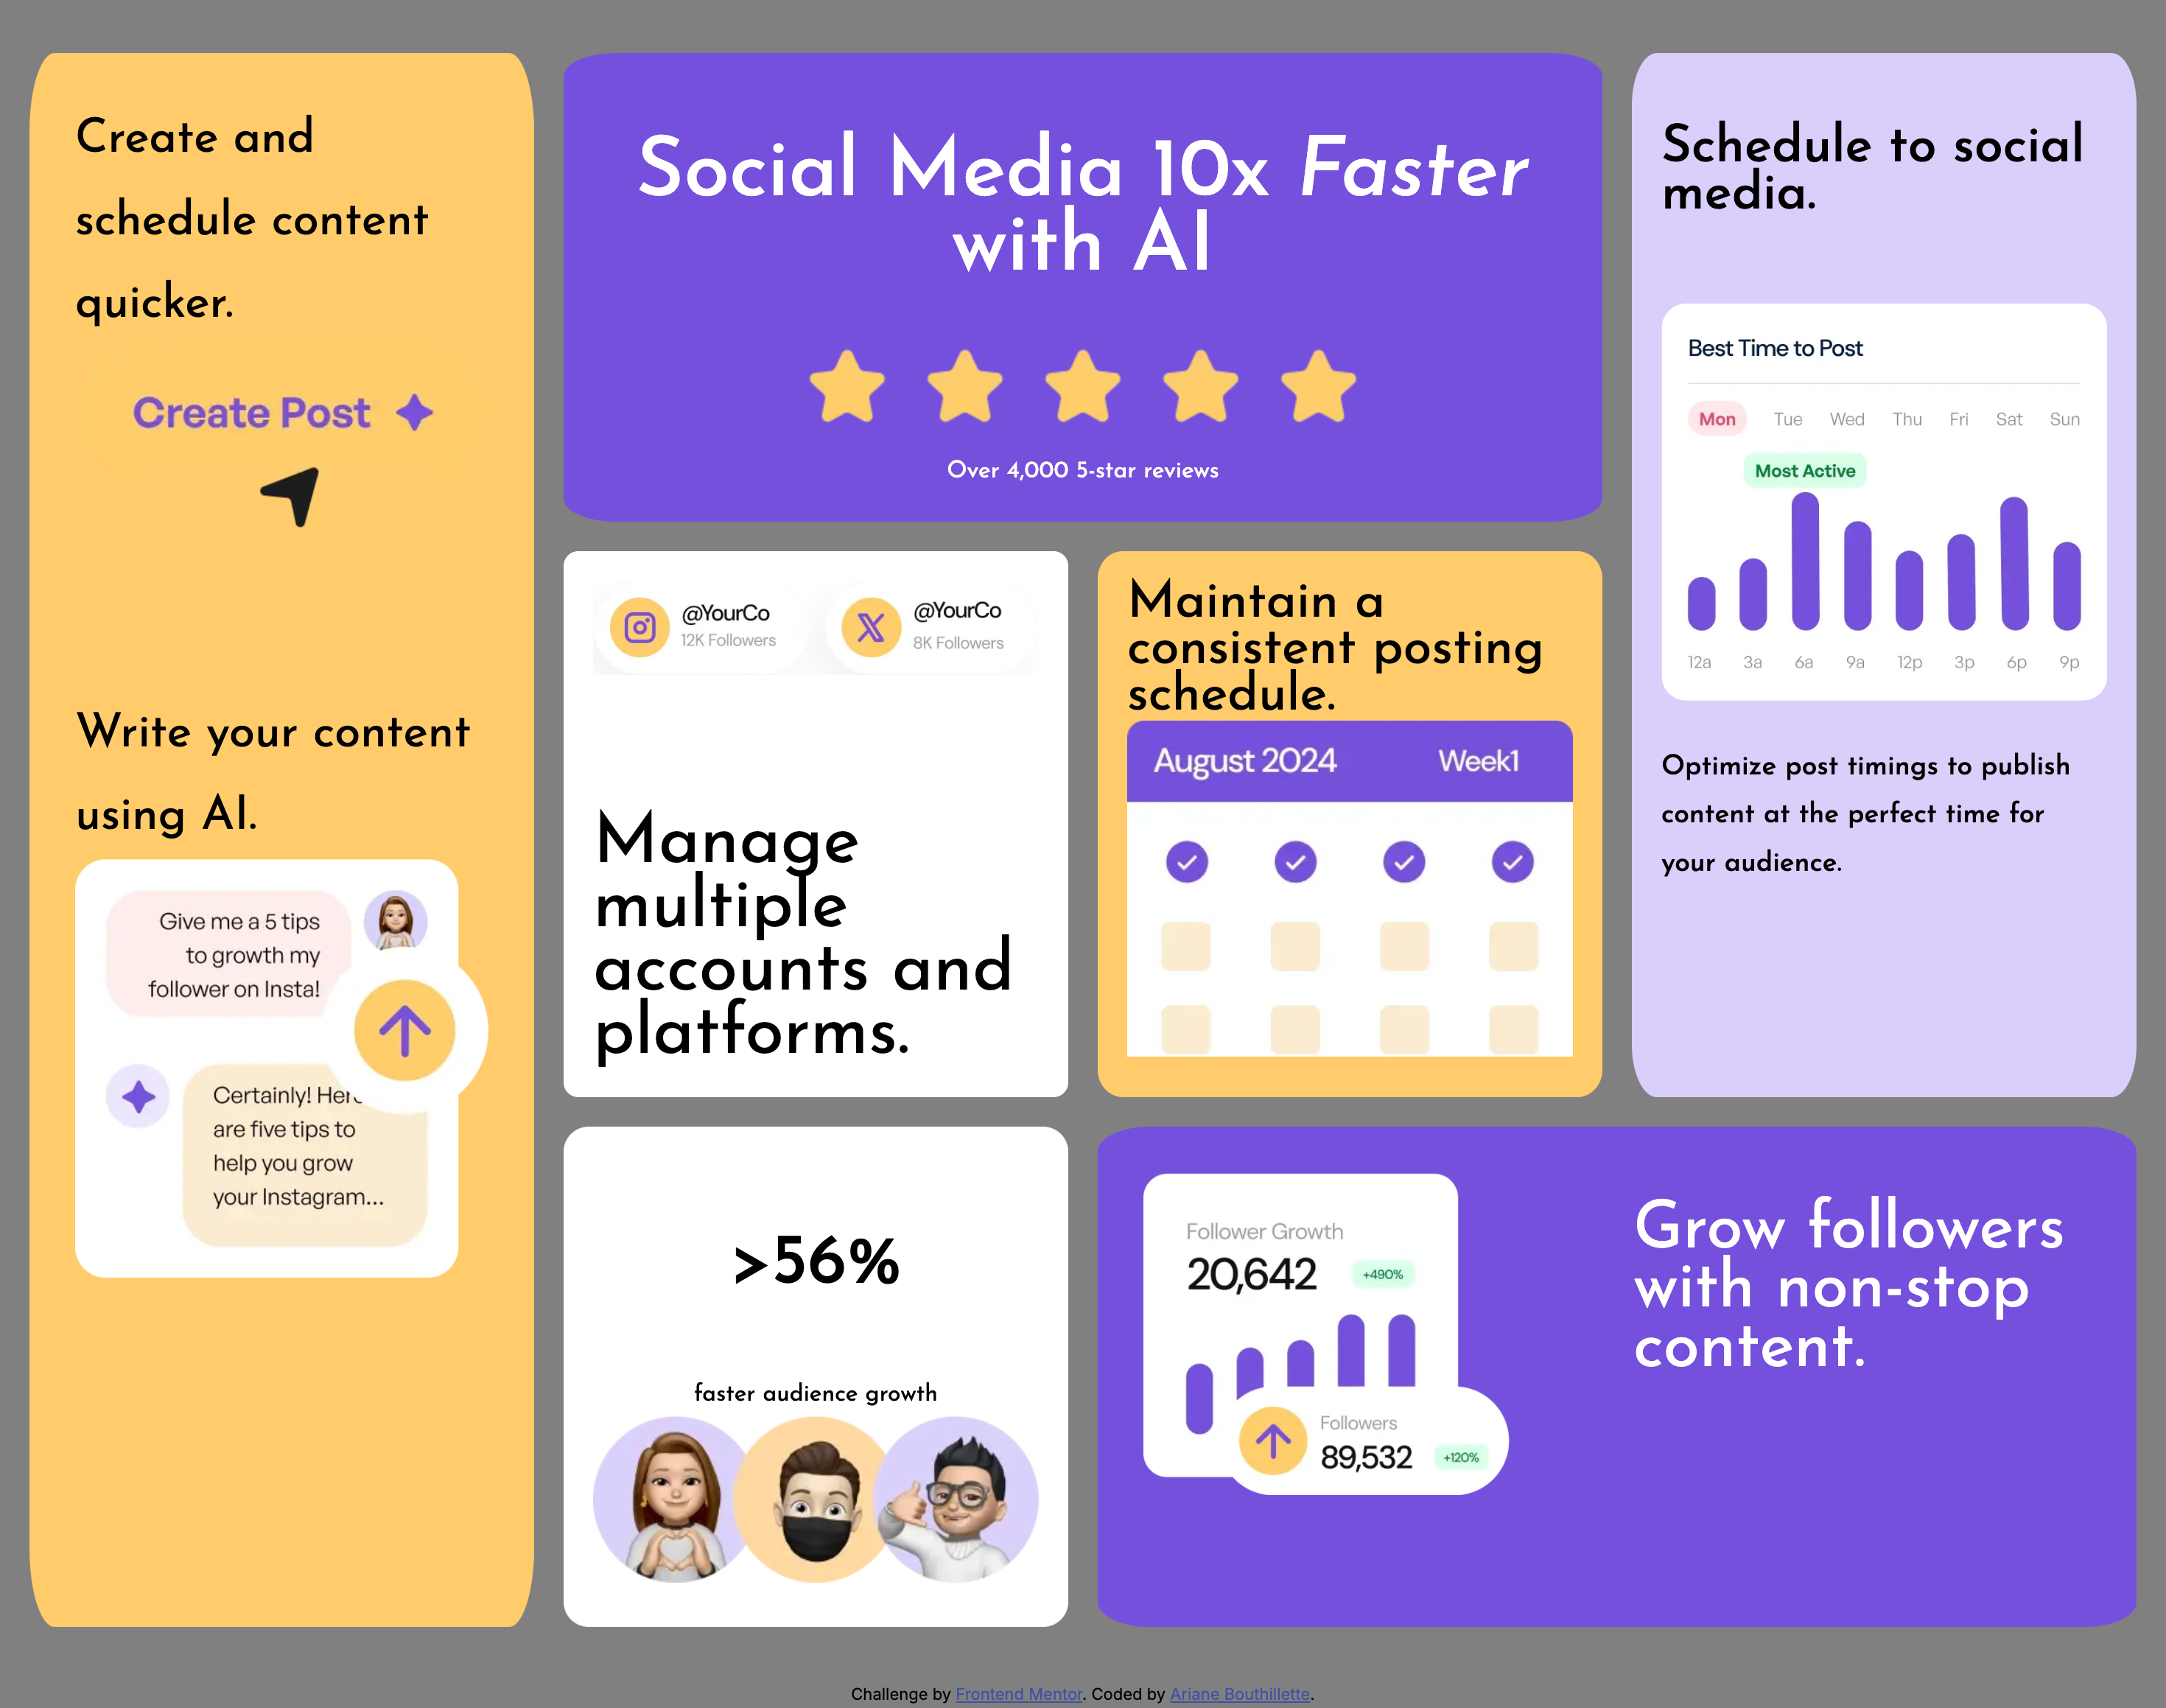 Create and
schedule content
quicker.
Create Post
Write your content
using AI.
Give me a 5 tips
to growth my
follower on Insta!
Certainly! Here
are five tips to
help you grow
your Instagram...
Social Media 10x Faster
with AI
Over 4,000 5-star reviews
@YourCo
12K Followers
@YourCo
8K Followers
Manage
multiple
accounts and
platforms.
Maintain a
consistent posting
schedule.
August 2024 Week1
Schedule to social
media.
Best Time to Post
Mon Tue Wed Thu Fri Sat Sun
Most Active
12a 3a 6a 9a 12p 3p 6p 9p
Optimize post timings to publish
content at the perfect time for
your audience.
>56%
faster audience growth
Follower Growth
20,642 +490%
Followers
89,532 +120%
Grow followers
with non-stop
content.
Challenge by Frontend Mentor. Coded by Ariane Bouthillette.